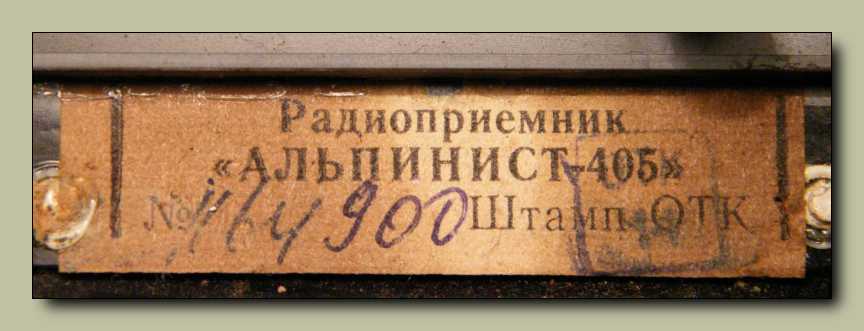 Радиоприемник
«АЛЬПИНИСТ-405»
№ 164900 Штамп ОТК